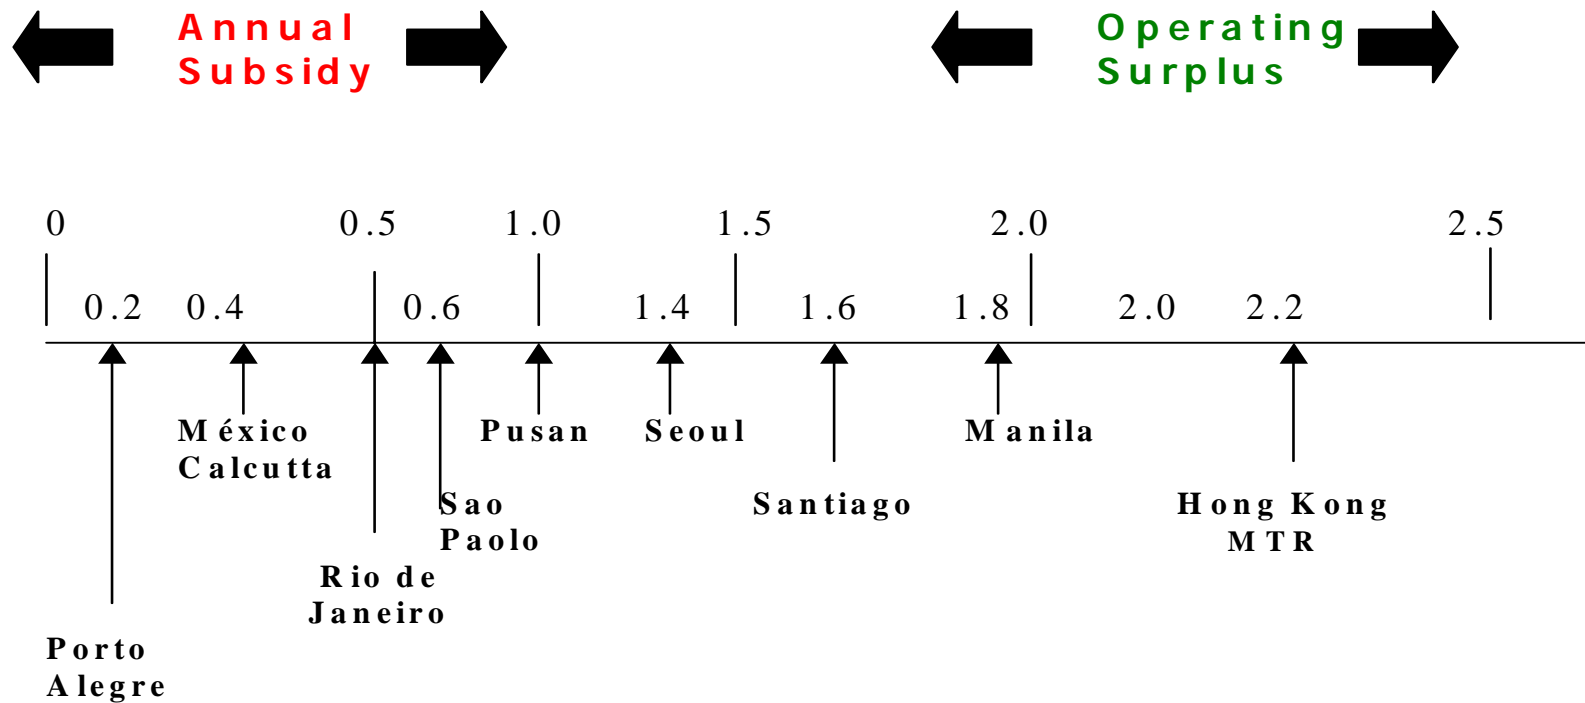 Annual
Subsidy
Operating
Surplus
0 0.5 1.0 1.5 2.0 2.5
0.2 0.4 0.6 1.4 1.6 1.8 2.0 2.2
México
Calcutta
Pusan
Seoul
Manila
Sao
Paolo
Santiago
Hong Kong
MTR
Rio de
Janeiro
Porto
Alegre